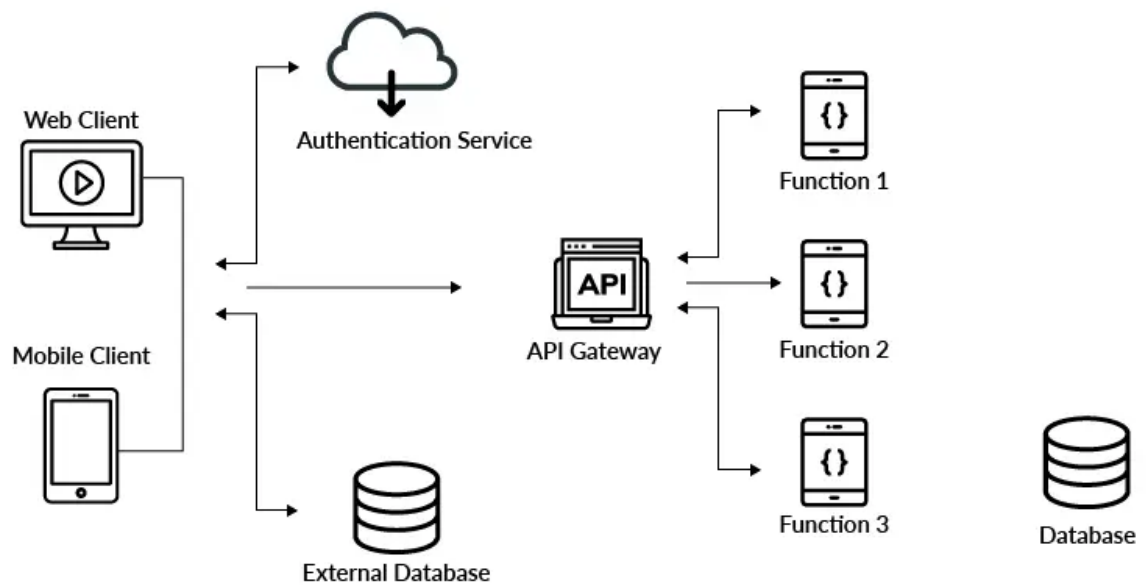 Web Client
Authentication Service
Mobile Client
External Database
API
API Gateway
{}
Function 1
{}
Function 2
{}
Function 3
Database